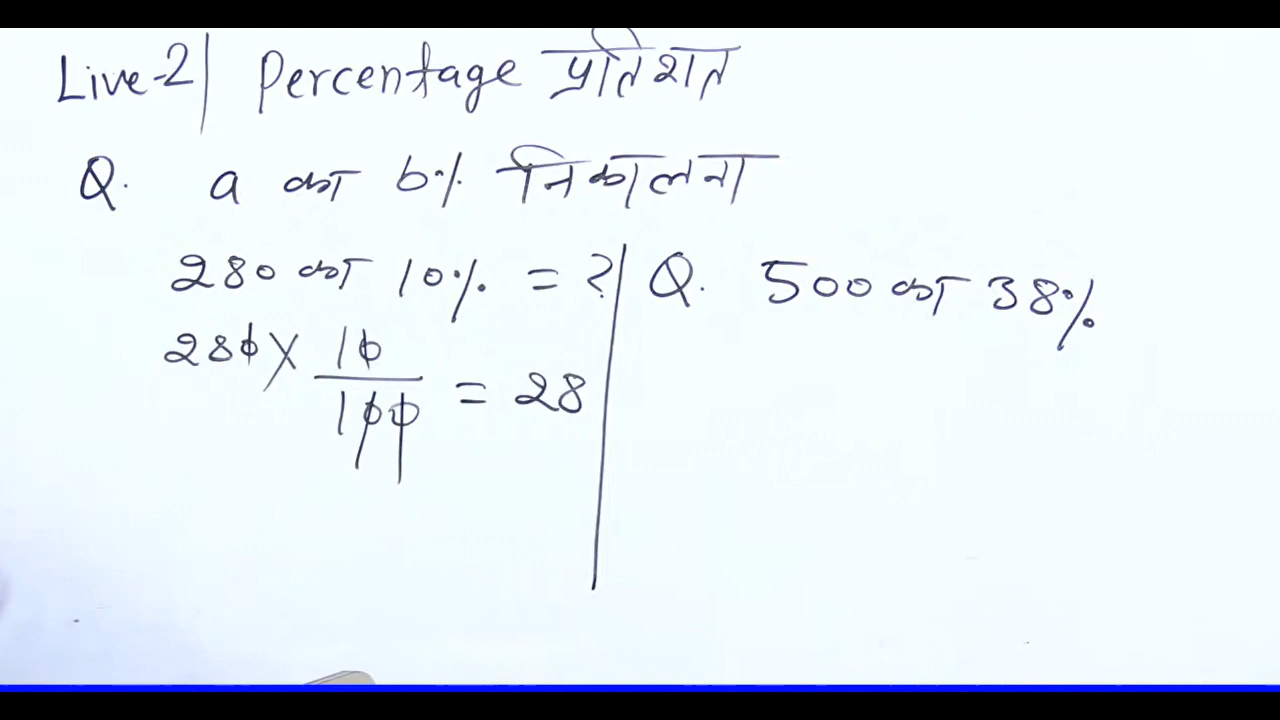 Live-2| Percentage प्रतिशत
Q. a का b% निकालना
280 का 10% = ?
280 X 10/100 = 28
Q. 500 का 38%